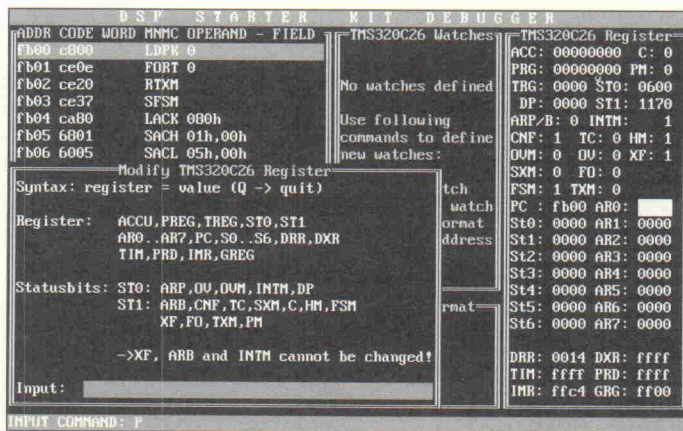 DSP STARTER KIT DEBUGGER
ADDR CODE WORD MNMC OPERAND - FIELD
fb00 c800 LDPK 0
fb01 ce0e FORT 0
fb02 ce20 RTXM
fb03 ce37 SFSM
fb04 ca80 LACK 080h
fb05 6801 SACH 01h,00h
fb06 6005 SACL 05h,00h
TMS320C26 Watches
No watches defined
Use following
commands to define
new watches:
tch
watch
ormat
ddress
rmat
Modify TMS320C26 Register
Syntax: register = value (Q -> quit)
Register: ACCU,PREG,TREG,ST0,ST1
AR0..AR7,PC,S0..S6,DRR,DXR
TIM,PRD,IMR,GREG
Statusbits: ST0: ARP,OV,OVM,INTM,DP
ST1: ARB,CNF,TC,SXM,C,HM,FSM
XF,FO,TXM,PM
->XF, ARB and INTM cannot be changed!
Input:
TMS320C26 Register
ACC: 00000000 C: 0
PRG: 00000000 PM: 0
TRG: 0000 ST0: 0600
DP: 0000 ST1: 1170
ARP/B: 0 INTM: 1
CNF: 1 TC: 0 HM: 1
OVM: 0 OV: 0 XF: 1
SXM: 0 FO: 0
FSM: 1 TXM: 0
PC : fb00 AR0:
St0: 0000 AR1: 0000
St1: 0000 AR2: 0000
St2: 0000 AR3: 0000
St3: 0000 AR4: 0000
St4: 0000 AR5: 0000
St5: 0000 AR6: 0000
St6: 0000 AR7: 0000
DRR: 0014 DXR: ffff
TIM: ffff PRD: ffff
IMR: ffc4 GRG: ff00
INPUT COMMAND: P